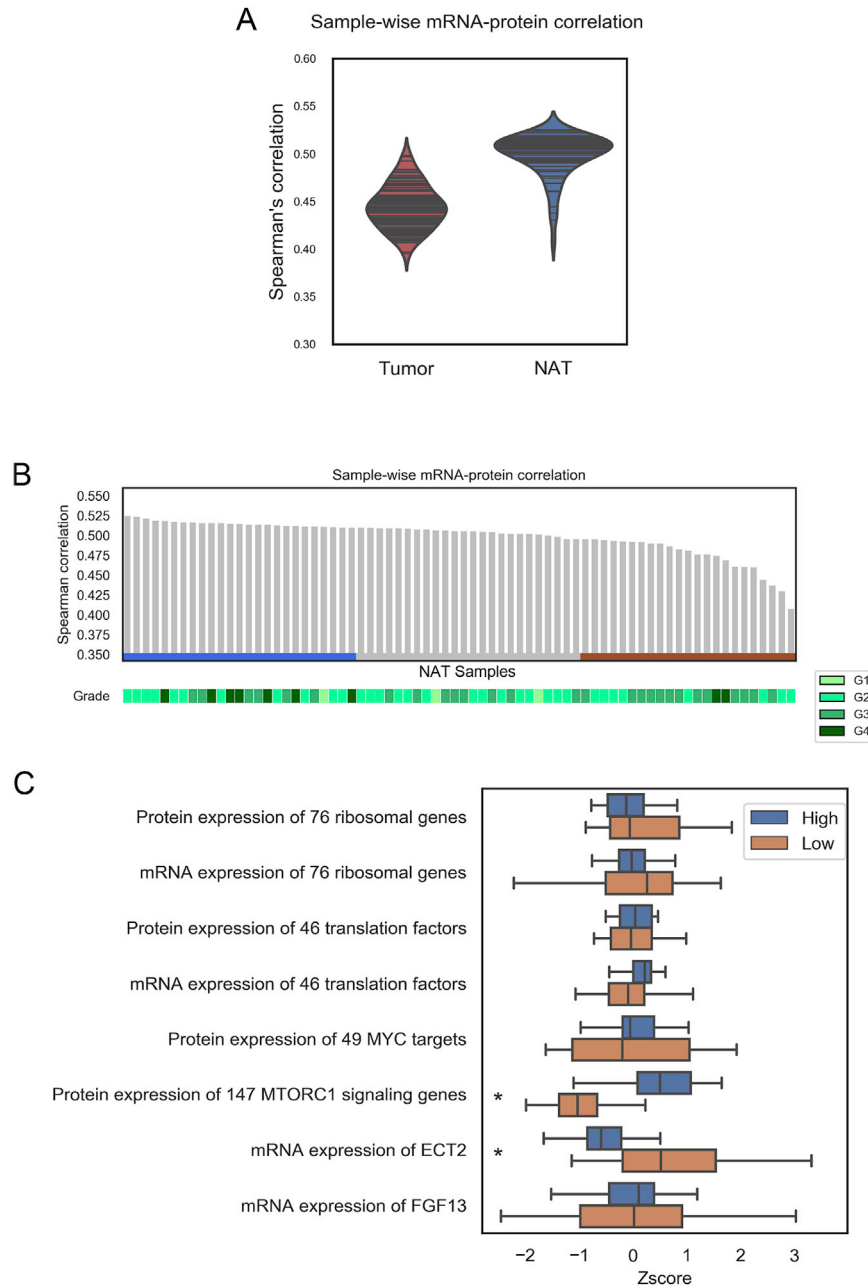 A
Sample-wise mRNA-protein correlation
Spearman's correlation
0.60
0.55
0.50
0.45
0.40
0.35
0.30
Tumor NAT
B
Sample-wise mRNA-protein correlation
Spearman correlation
0.550
0.525
0.500
0.475
0.450
0.425
0.400
0.375
0.350
NAT Samples
Grade
G1
G2
G3
G4
C
High
Low
Protein expression of 76 ribosomal genes
mRNA expression of 76 ribosomal genes
Protein expression of 46 translation factors
mRNA expression of 46 translation factors
Protein expression of 49 MYC targets
Protein expression of 147 MTORC1 signaling genes *
mRNA expression of ECT2 *
mRNA expression of FGF13
−2 −1 0 1 2 3
Zscore